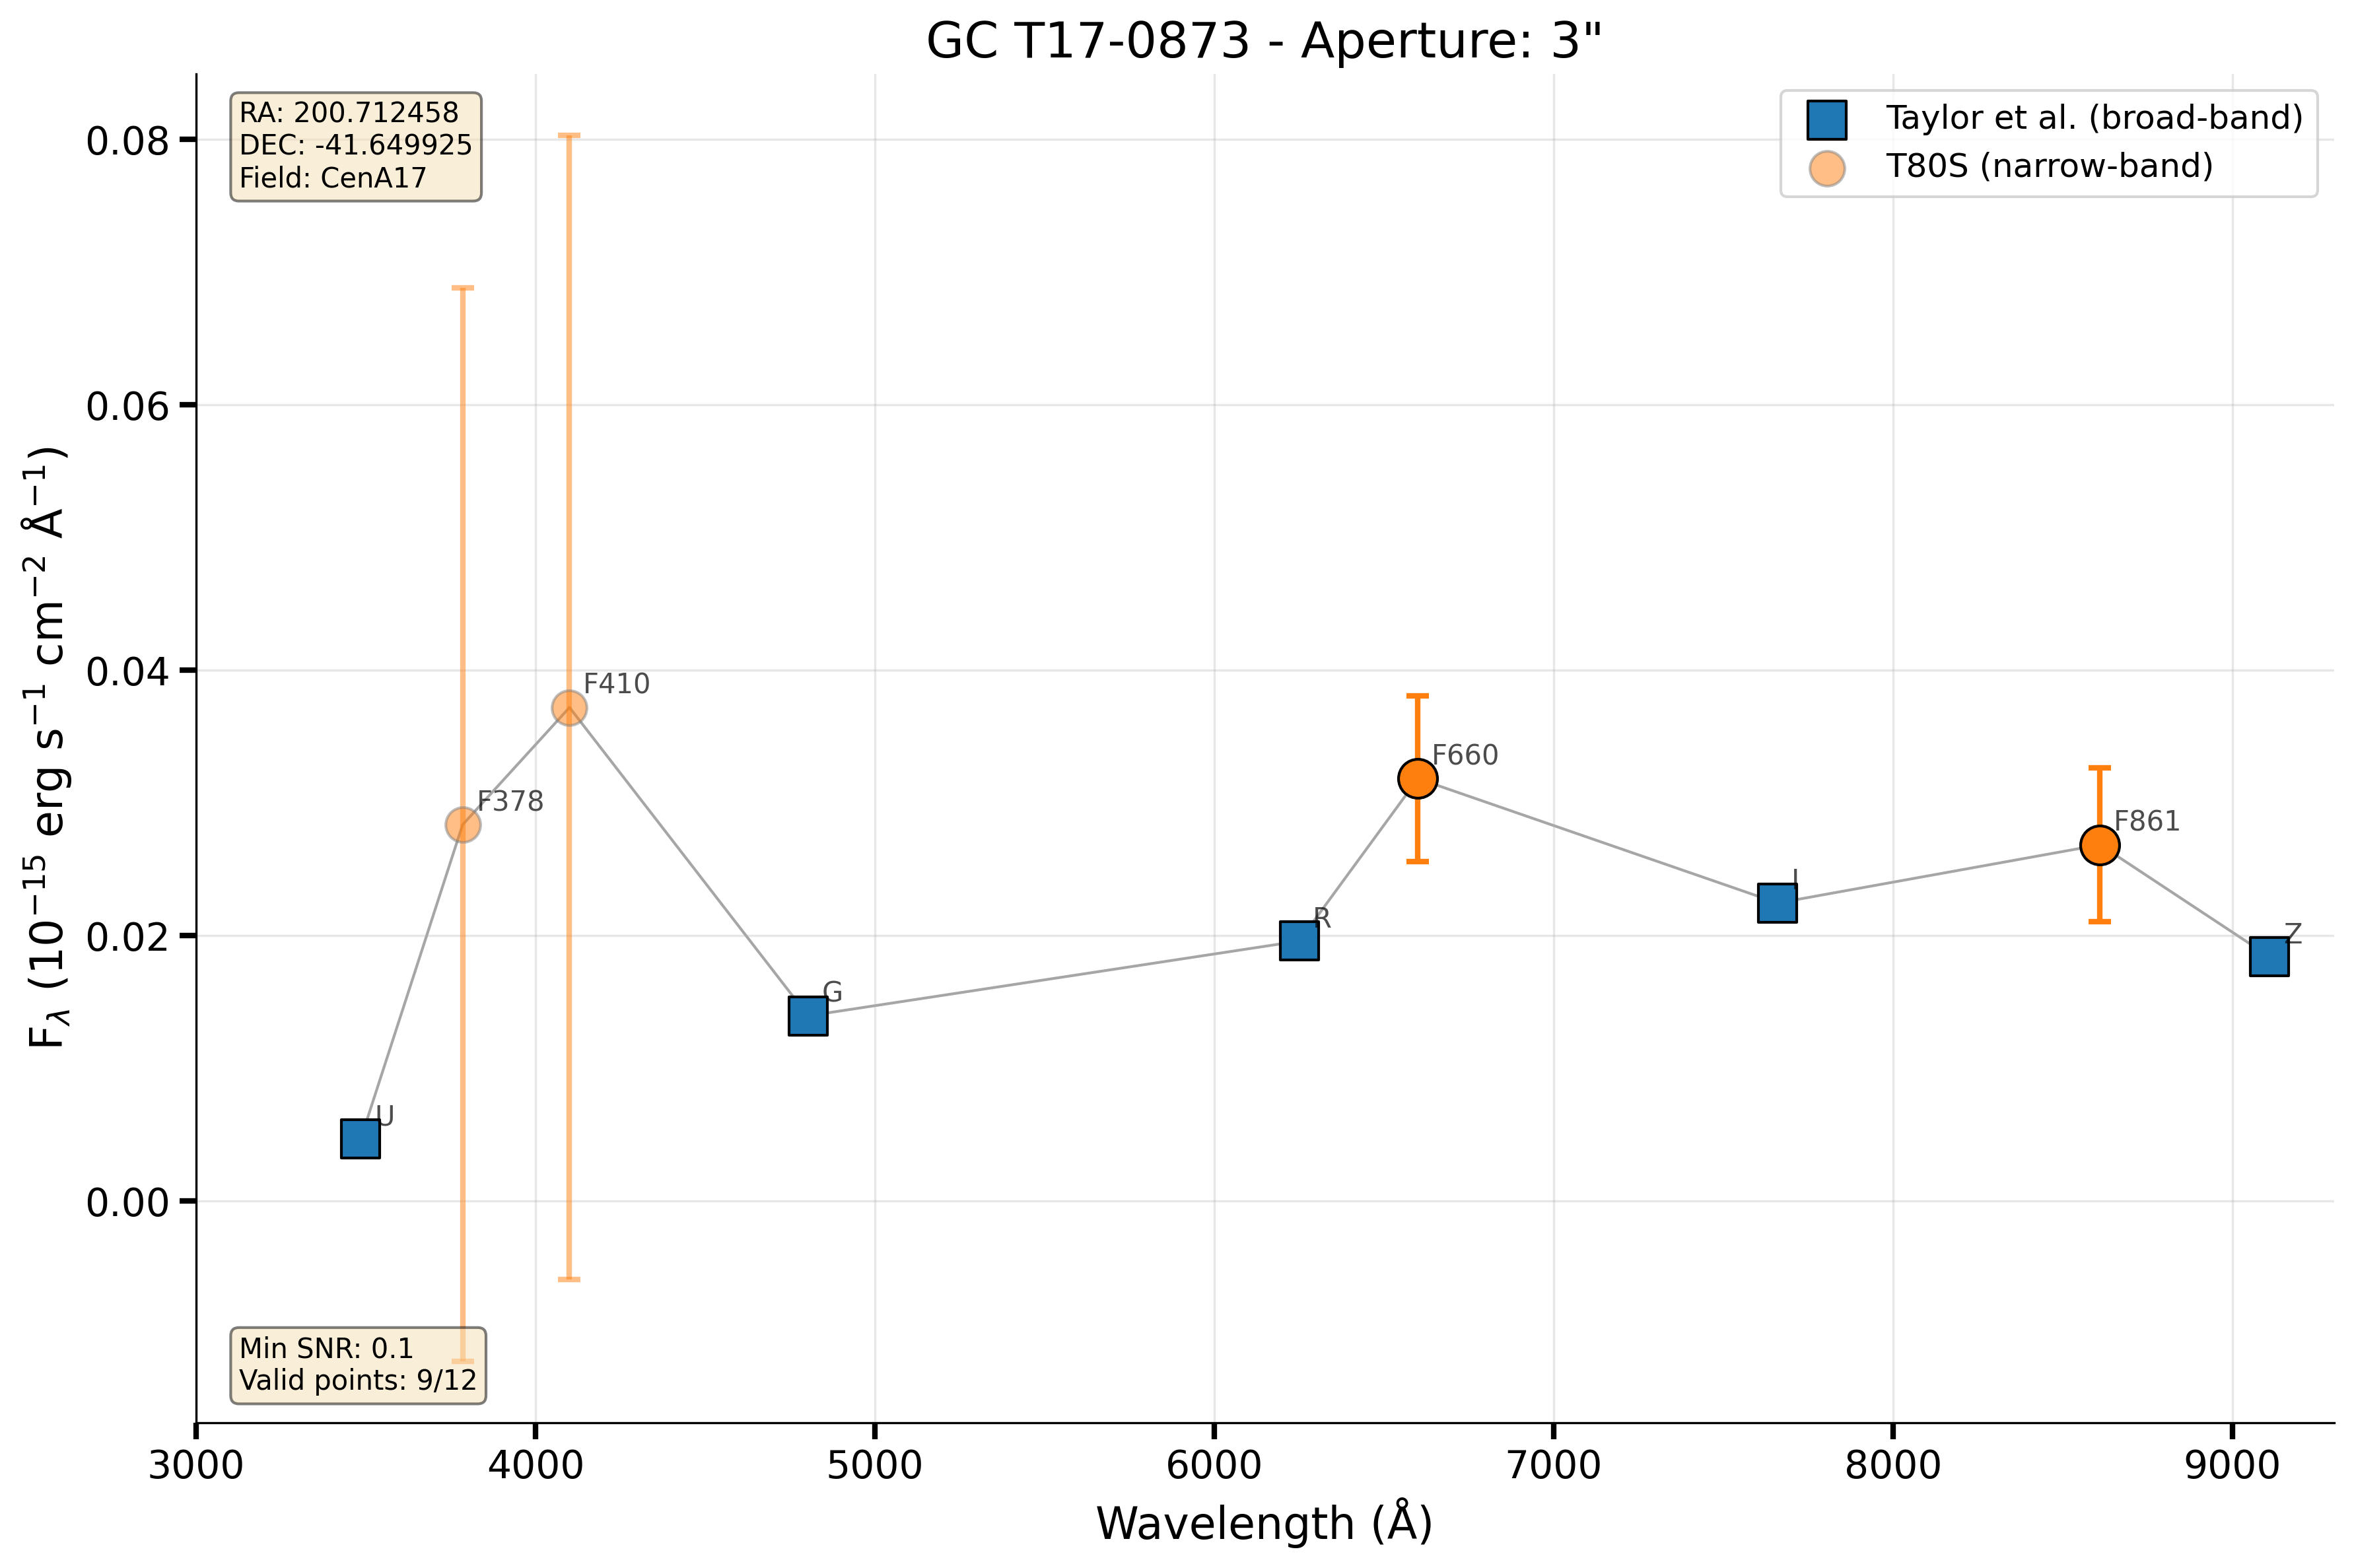 GC T17-0873 - Aperture: 3"
RA: 200.712458
DEC: -41.649925
Field: CenA17
Taylor et al. (broad-band)
T80S (narrow-band)
F$_\lambda$ (10$^{-15}$ erg s$^{-1}$ cm$^{-2}$ Å$^{-1}$)
0.08
0.06
0.04
0.02
0.00
U
F378
F410
G
R
F660
I
F861
Z
Min SNR: 0.1
Valid points: 9/12
3000
4000
5000
6000
7000
8000
9000
Wavelength (Å)